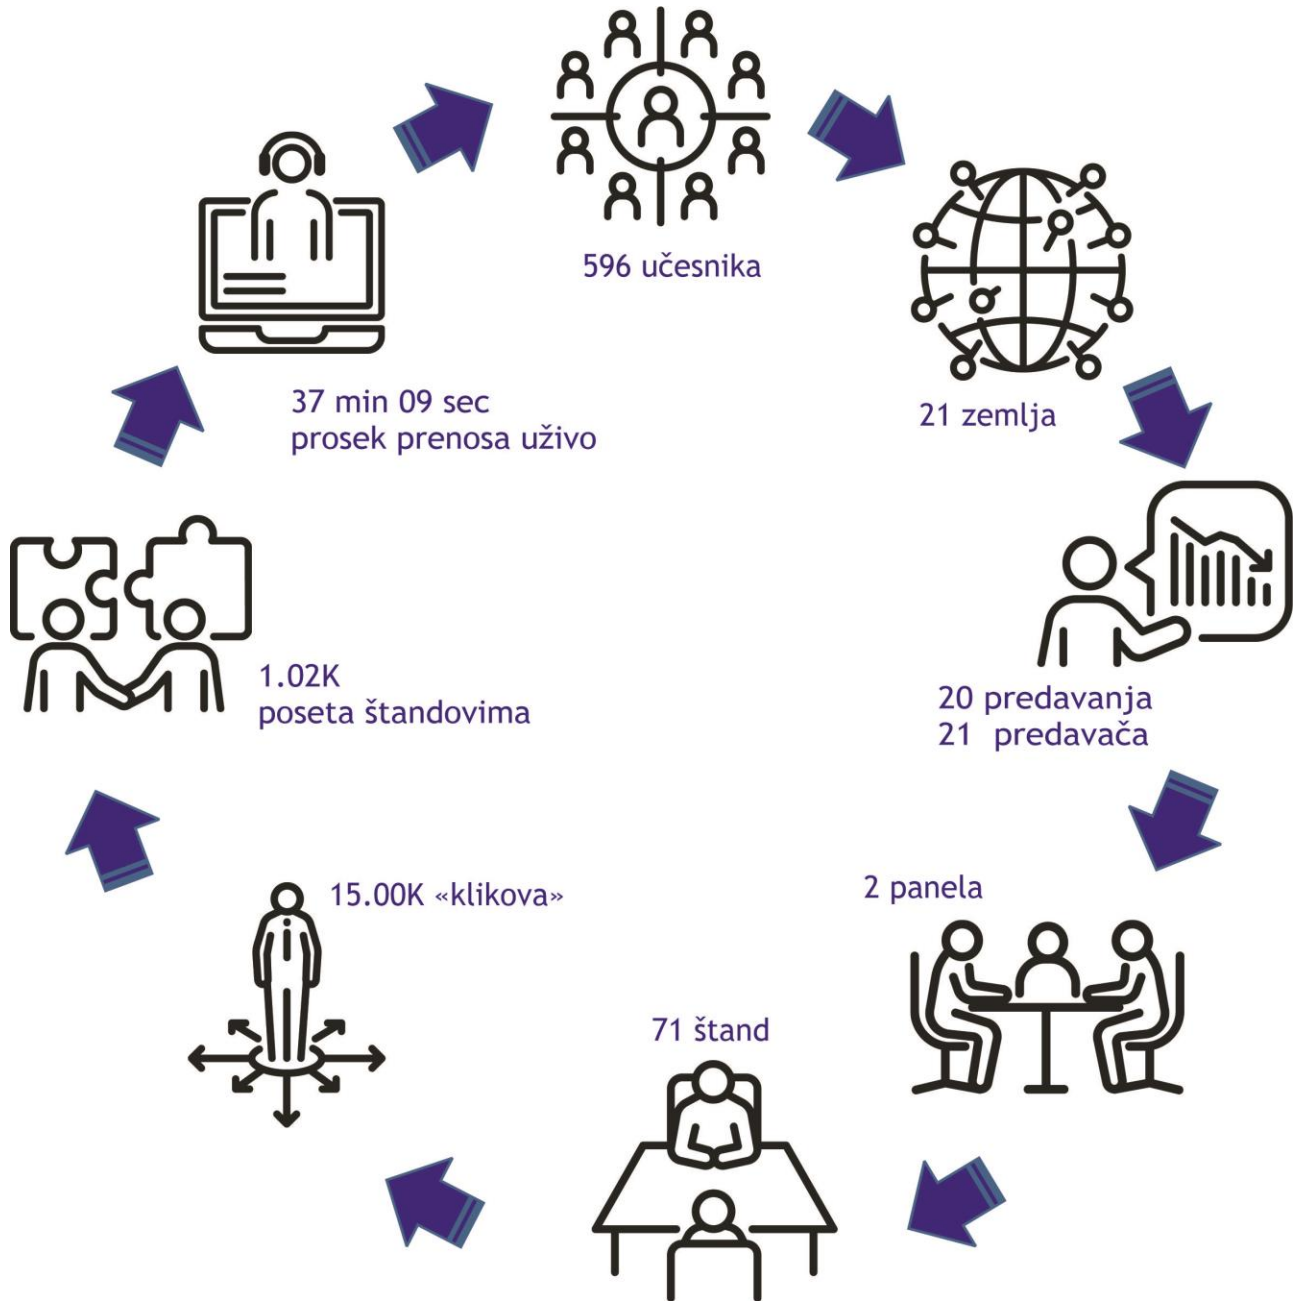 596 učesnika
21 zemlja
20 predavanja
21 predavača
2 panela
71 štand
15.00K «klikova»
1.02K
poseta štandovima
37 min 09 sec
prosek prenosa uživo